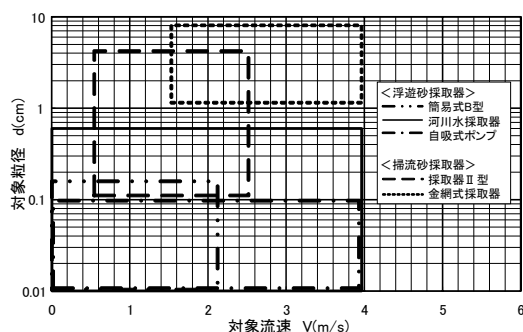 10
1
0.1
0.01
対象粒径 d(cm)
0
1
2
3
4
5
6
対象流速 V(m/s)
＜浮遊砂採取器＞
簡易式B型
河川水採取器
自吸式ポンプ
＜掃流砂採取器＞
採取器Ⅱ型
金網式採取器